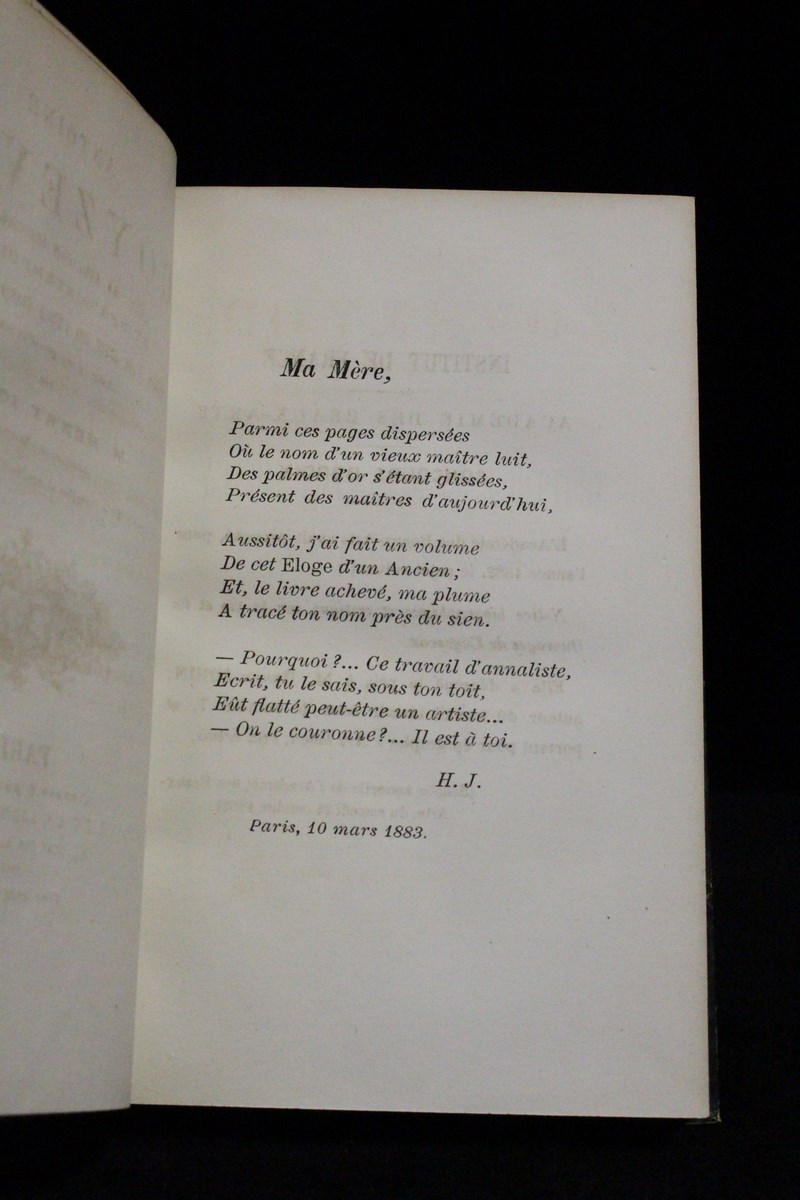 Ma Mère,
Parmi ces pages dispersées
Où le nom d'un vieux maître luit,
Des palmes d'or s'étant glissées,
Présent des maîtres d'aujourd'hui,
Aussitôt, j'ai fait un volume
De cet Eloge d'un Ancien ;
Et, le livre achevé, ma plume
A tracé ton nom près du sien.
— Pourquoi ?... Ce travail d'annaliste,
Ecrit, tu le sais, sous ton toit,
Eût flatté peut-être un artiste...
— On le couronne ?... Il est à toi.
H. J.
Paris, 10 mars 1883.